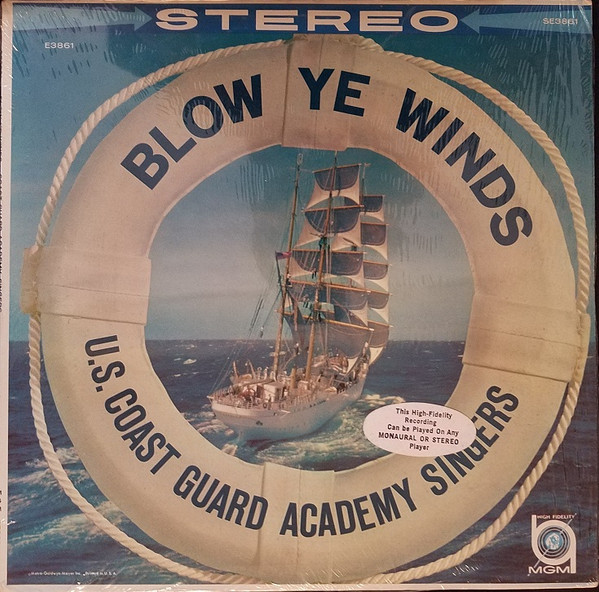 STEREO
E3861
SE3861
BLOW YE WINDS
U.S. COAST GUARD ACADEMY SINGERS
This High-Fidelity
Recording
Can be Played On Any
MONAURAL OR STEREO
Player
HIGH FIDELITY
MGM
U.S.A.